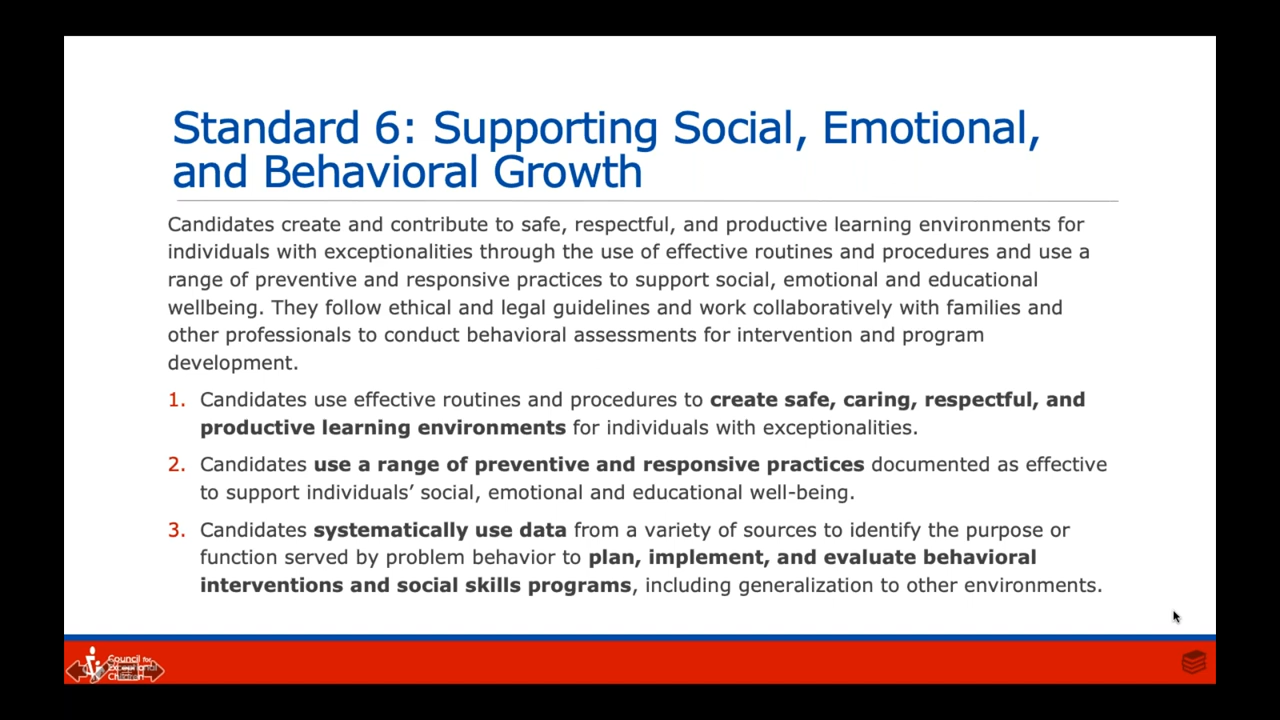 Standard 6: Supporting Social, Emotional,
and Behavioral Growth
Candidates create and contribute to safe, respectful, and productive learning environments for
individuals with exceptionalities through the use of effective routines and procedures and use a
range of preventive and responsive practices to support social, emotional and educational
wellbeing. They follow ethical and legal guidelines and work collaboratively with families and
other professionals to conduct behavioral assessments for intervention and program
development.
1. Candidates use effective routines and procedures to create safe, caring, respectful, and
productive learning environments for individuals with exceptionalities.
2. Candidates use a range of preventive and responsive practices documented as effective
to support individuals’ social, emotional and educational well-being.
3. Candidates systematically use data from a variety of sources to identify the purpose or
function served by problem behavior to plan, implement, and evaluate behavioral
interventions and social skills programs, including generalization to other environments.
Council for
Exceptional
Children